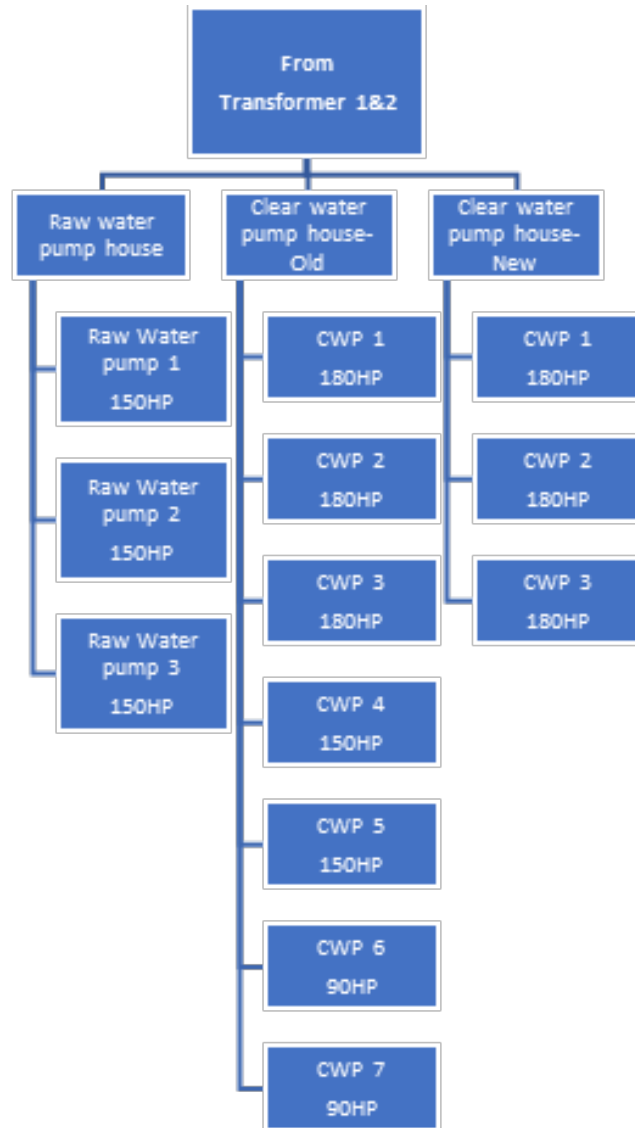 From
Transformer 1&2
Raw water
pump house
Raw Water
pump 1
150HP
Raw Water
pump 2
150HP
Raw Water
pump 3
150HP
Clear water
pump house-
Old
CWP 1
180HP
CWP 2
180HP
CWP 3
180HP
CWP 4
150HP
CWP 5
150HP
CWP 6
90HP
CWP 7
90HP
Clear water
pump house-
New
CWP 1
180HP
CWP 2
180HP
CWP 3
180HP